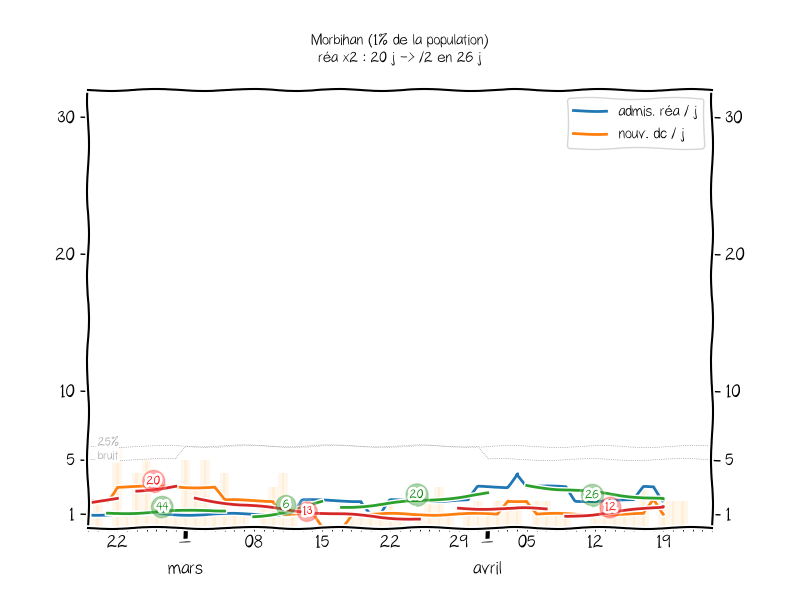 Morbihan (1% de la population)
réa x2 : 20 j -> /2 en 26 j
admis. réa / j
nouv. dc / j
30 30
20 20
10 10
25%
bruit
5 5
20
44
6
13
20
26
12
1 1
22 08 15 22 29 05 12 19
mars avril